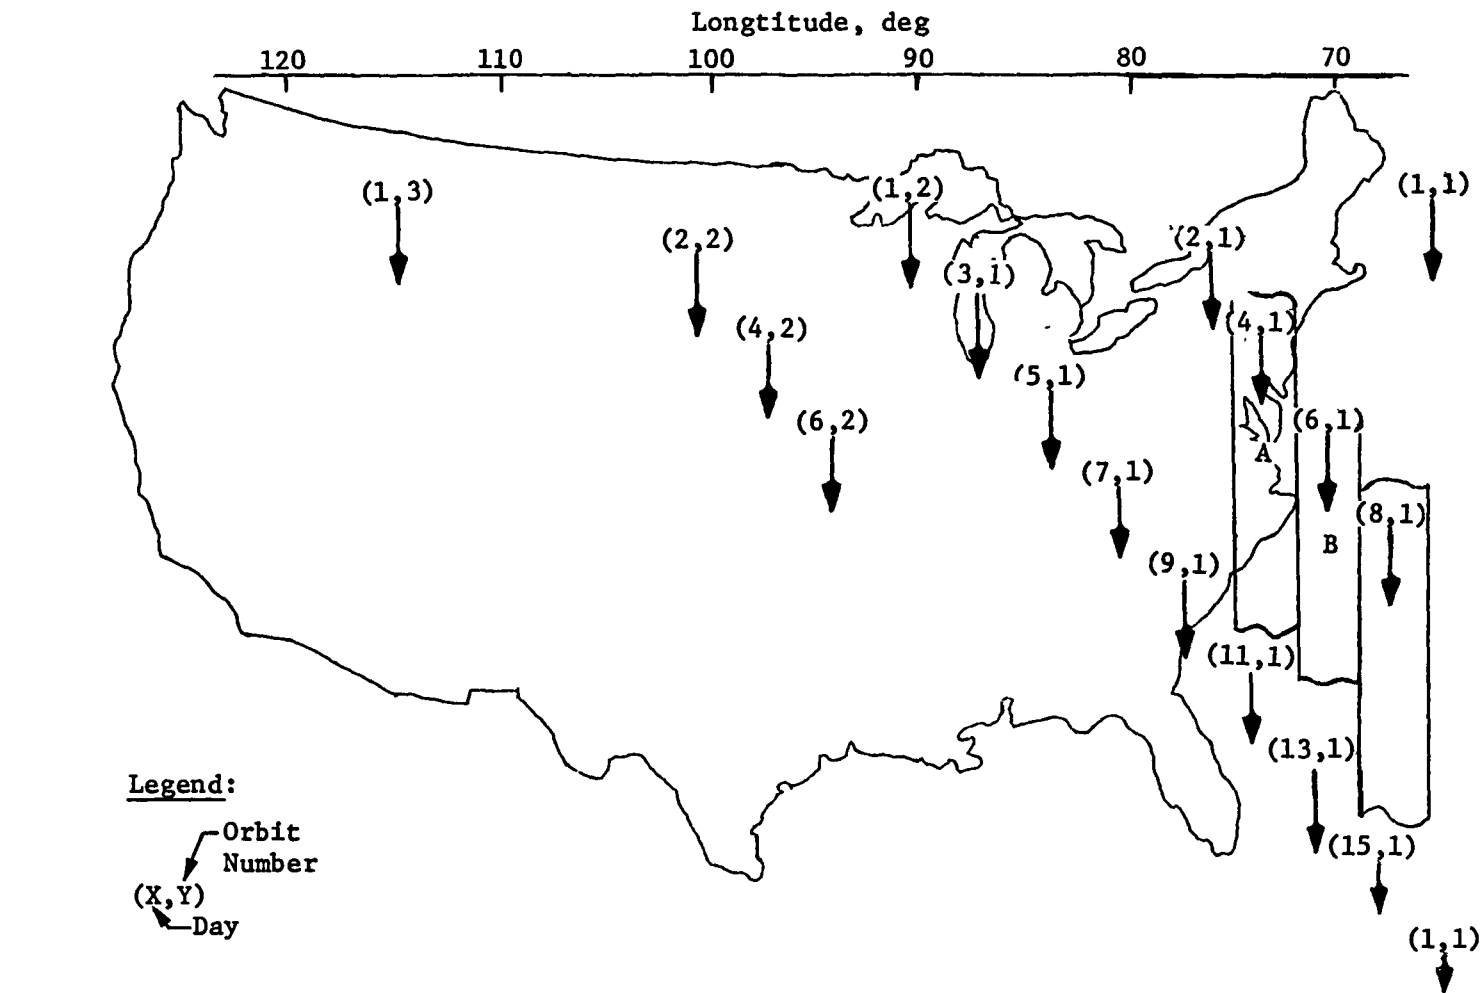 Longtitude, deg
120 110 100 90 80 70
(1,3) (1,2) (1,1)
(2,2) (2,1)
(3,1)
(4,2) (4,1)
(5,1)
(6,2) (6,1)
A
(7,1)
(8,1)
B
(9,1)
(11,1)
(13,1)
Legend:
Orbit
Number
(15,1)
(X,Y)
Day
(1,1)